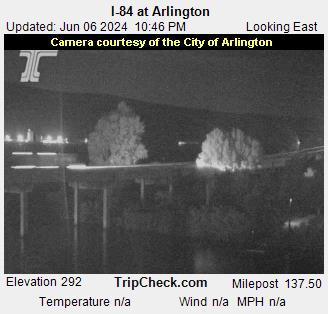 I-84 at Arlington
Updated: Jun 06 2024 10:46 PM Looking East
Camera courtesy of the City of Arlington
Elevation 292 TripCheck.com Milepost 137.50
Temperature n/a Wind n/a MPH n/a